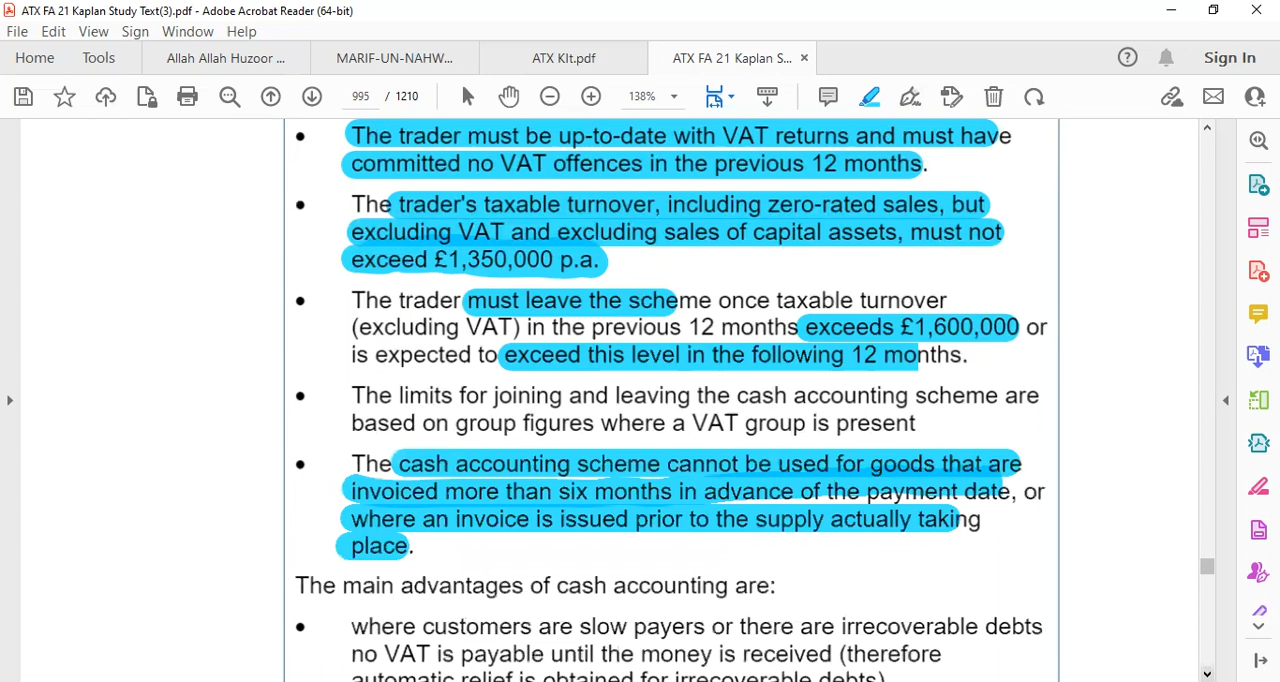 ATX FA 21 Kaplan Study Text(3).pdf - Adobe Acrobat Reader (64-bit)
File Edit View Sign Window Help
Home Tools Allah Allah Huzoor ... MARIF-UN-NAHW... ATX KIt.pdf ATX FA 21 Kaplan S... × Sign In
995 / 1210 138%
• The trader must be up-to-date with VAT returns and must have
committed no VAT offences in the previous 12 months.
• The trader's taxable turnover, including zero-rated sales, but
excluding VAT and excluding sales of capital assets, must not
exceed £1,350,000 p.a.
• The trader must leave the scheme once taxable turnover
(excluding VAT) in the previous 12 months exceeds £1,600,000 or
is expected to exceed this level in the following 12 months.
• The limits for joining and leaving the cash accounting scheme are
based on group figures where a VAT group is present
• The cash accounting scheme cannot be used for goods that are
invoiced more than six months in advance of the payment date, or
where an invoice is issued prior to the supply actually taking
place.
The main advantages of cash accounting are:
• where customers are slow payers or there are irrecoverable debts
no VAT is payable until the money is received (therefore
automatic relief is obtained for irrecoverable debts)